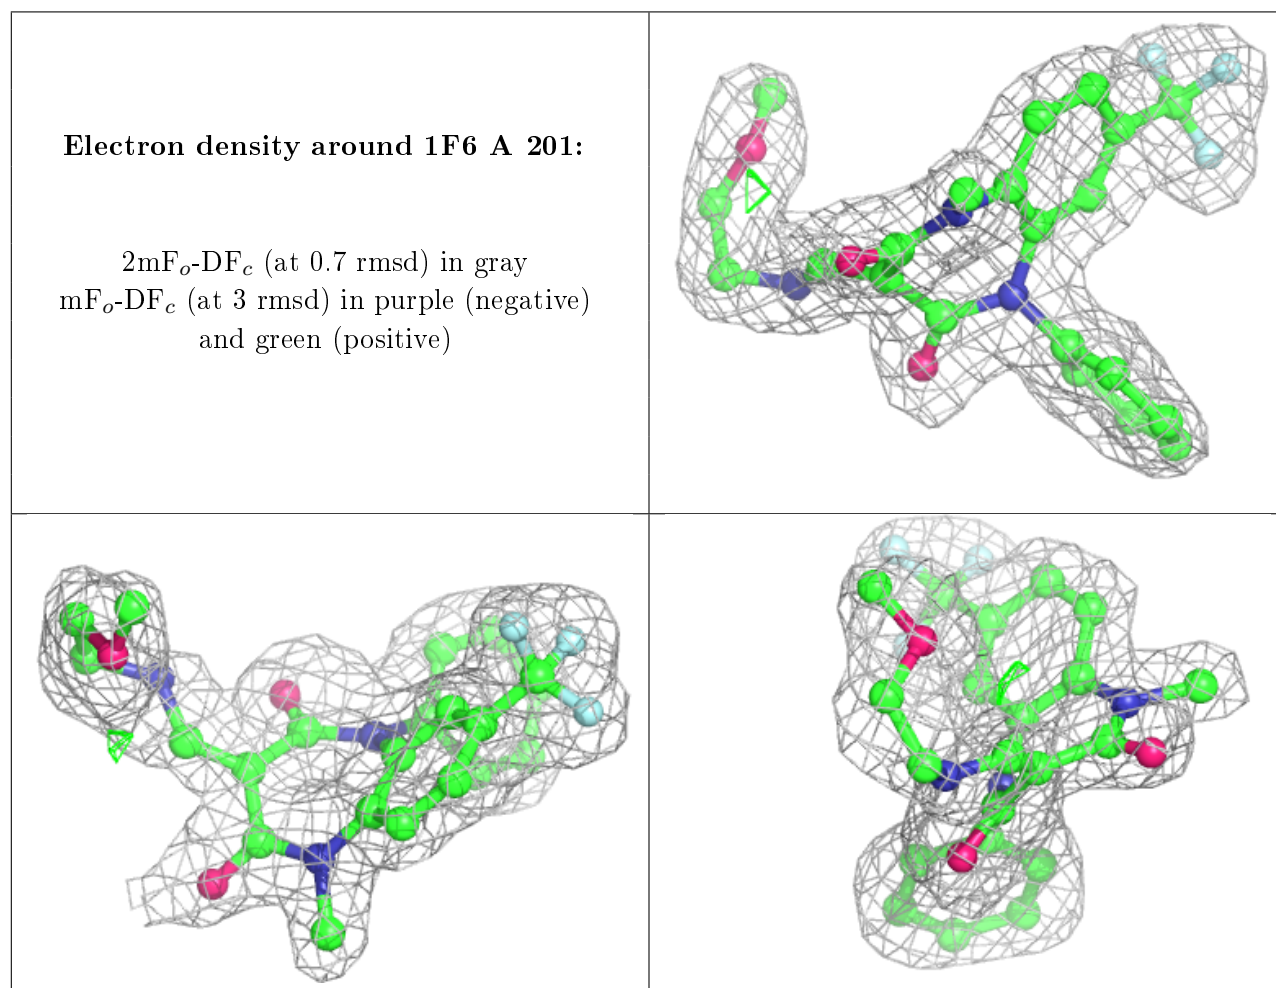 Electron density around 1F6 A 201:
2mFo-DFc (at 0.7 rmsd) in gray
mFo-DFc (at 3 rmsd) in purple (negative)
and green (positive)